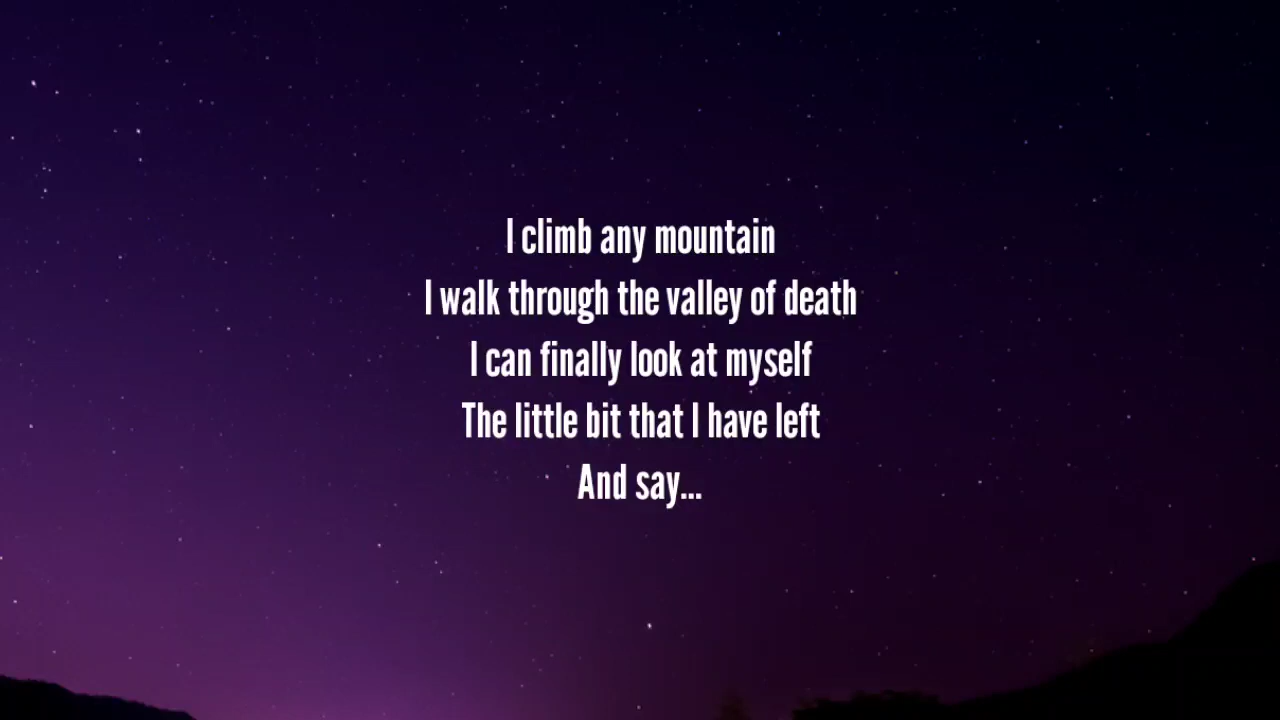 I climb any mountain
I walk through the valley of death
I can finally look at myself
The little bit that I have left
And say...